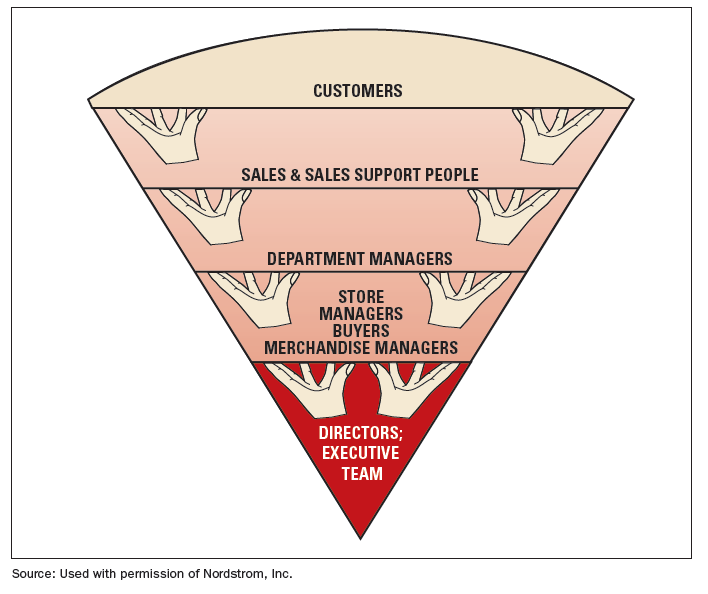 CUSTOMERS
SALES & SALES SUPPORT PEOPLE
DEPARTMENT MANAGERS
STORE
MANAGERS
BUYERS
MERCHANDISE MANAGERS
DIRECTORS;
EXECUTIVE
TEAM
Source: Used with permission of Nordstrom, Inc.